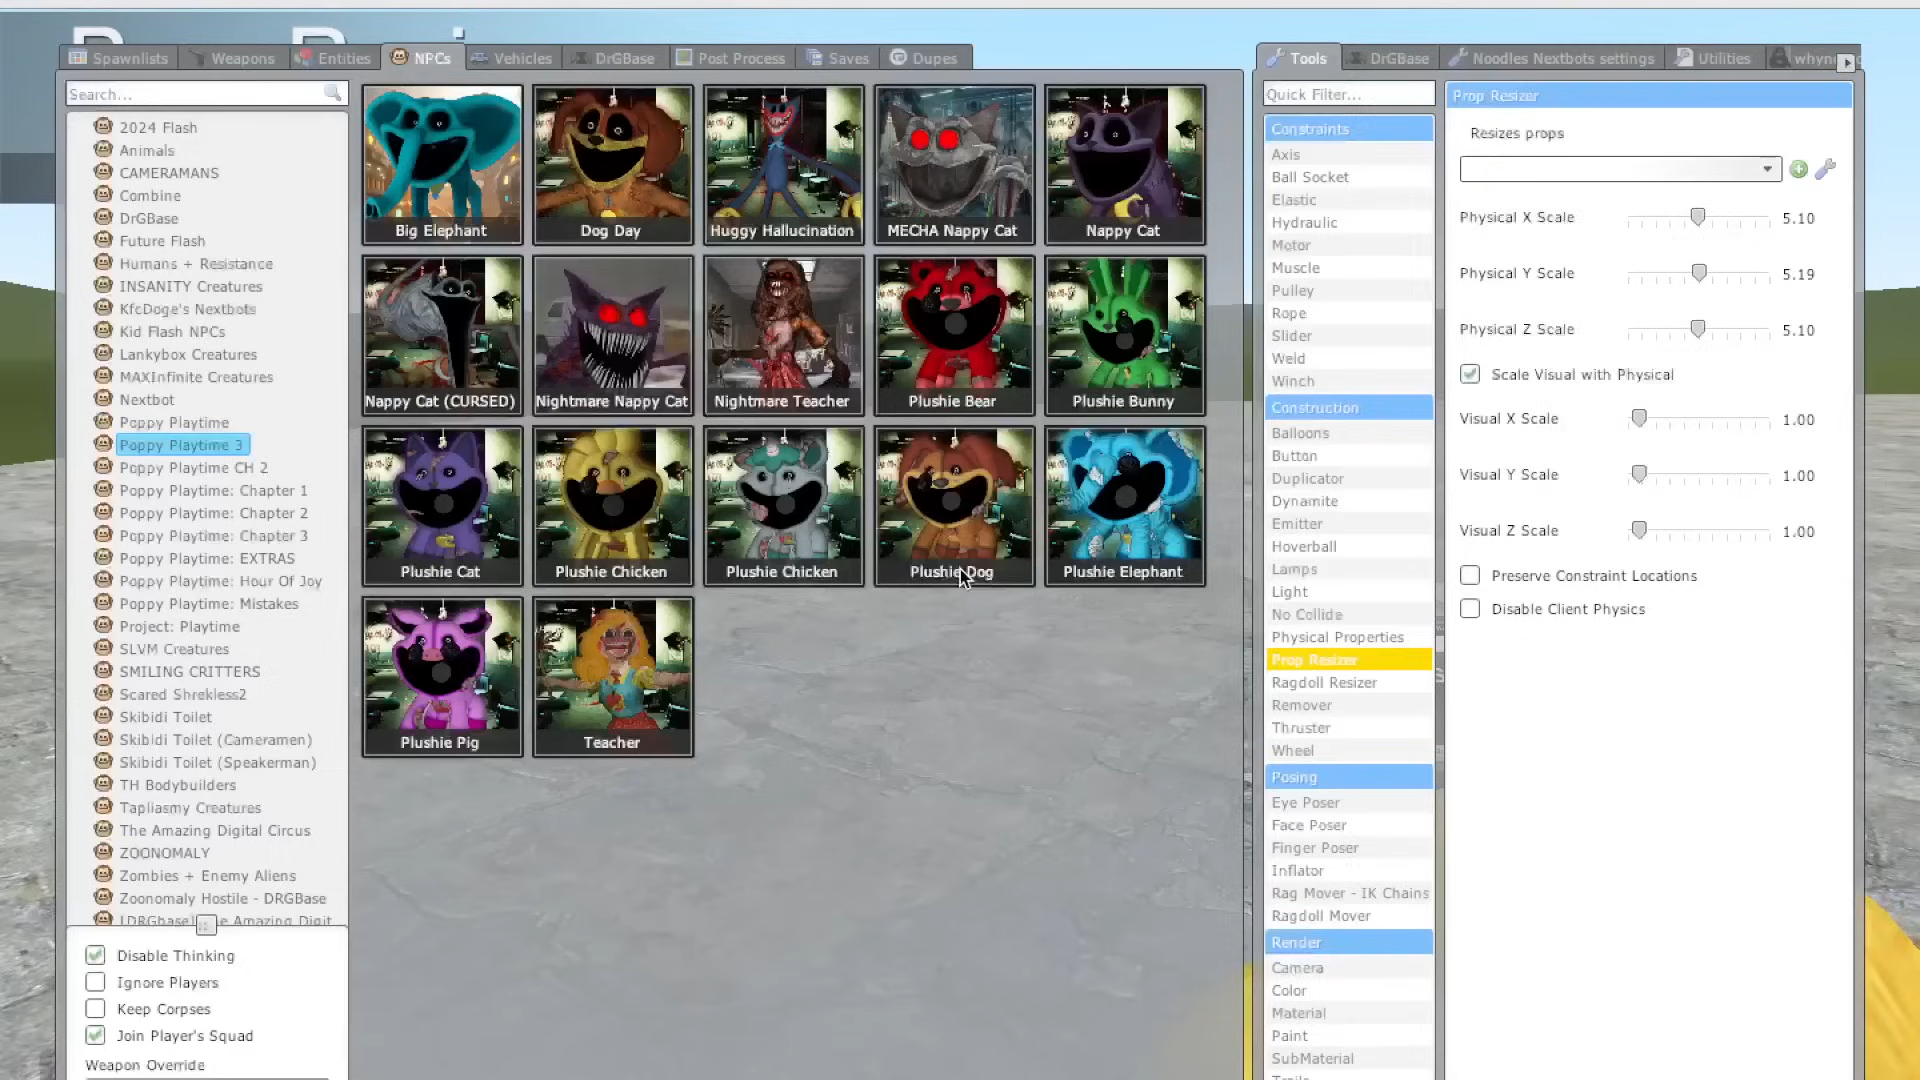 Spawnlists
Weapons
Entities
NPCs
Vehicles
DrGBase
Post Process
Saves
Dupes
Search...
2024 Flash
Animals
CAMERAMANS
Combine
DrGBase
Future Flash
Humans + Resistance
INSANITY Creatures
KfcDoge's Nextbots
Kid Flash NPCs
Lankybox Creatures
MAXInfinite Creatures
Nextbot
Poppy Playtime
Poppy Playtime 3
Poppy Playtime CH 2
Poppy Playtime: Chapter 1
Poppy Playtime: Chapter 2
Poppy Playtime: Chapter 3
Poppy Playtime: EXTRAS
Poppy Playtime: Hour Of Joy
Poppy Playtime: Mistakes
Project: Playtime
SLVM Creatures
SMILING CRITTERS
Scared Shrekless2
Skibidi Toilet
Skibidi Toilet (Cameramen)
Skibidi Toilet (Speakerman)
TH Bodybuilders
Tapliasmy Creatures
The Amazing Digital Circus
ZOONOMALY
Zombies + Enemy Aliens
Zoonomaly Hostile - DRGBase
Amazing Digit
Disable Thinking
Ignore Players
Keep Corpses
Join Player's Squad
Weapon Override
Big Elephant
Dog Day
Huggy Hallucination
MECHA Nappy Cat
Nappy Cat
Nappy Cat (CURSED)
Nightmare Nappy Cat
Nightmare Teacher
Plushie Bear
Plushie Bunny
Plushie Cat
Plushie Chicken
Plushie Chicken
Plushie Dog
Plushie Elephant
Plushie Pig
Teacher
Tools
DrGBase
Noodles Nextbots settings
Utilities
Quick Filter...
Constraints
Axis
Ball Socket
Elastic
Hydraulic
Motor
Muscle
Pulley
Rope
Slider
Weld
Winch
Construction
Balloons
Button
Duplicator
Dynamite
Emitter
Hoverball
Lamps
Light
No Collide
Physical Properties
Prop Resizer
Ragdoll Resizer
Remover
Thruster
Wheel
Posing
Eye Poser
Face Poser
Finger Poser
Inflator
Rag Mover - IK Chains
Ragdoll Mover
Render
Camera
Color
Material
Paint
SubMaterial
Prop Resizer
Resizes props
Physical X Scale 5.10
Physical Y Scale 5.19
Physical Z Scale 5.10
Scale Visual with Physical
Visual X Scale 1.00
Visual Y Scale 1.00
Visual Z Scale 1.00
Preserve Constraint Locations
Disable Client Physics